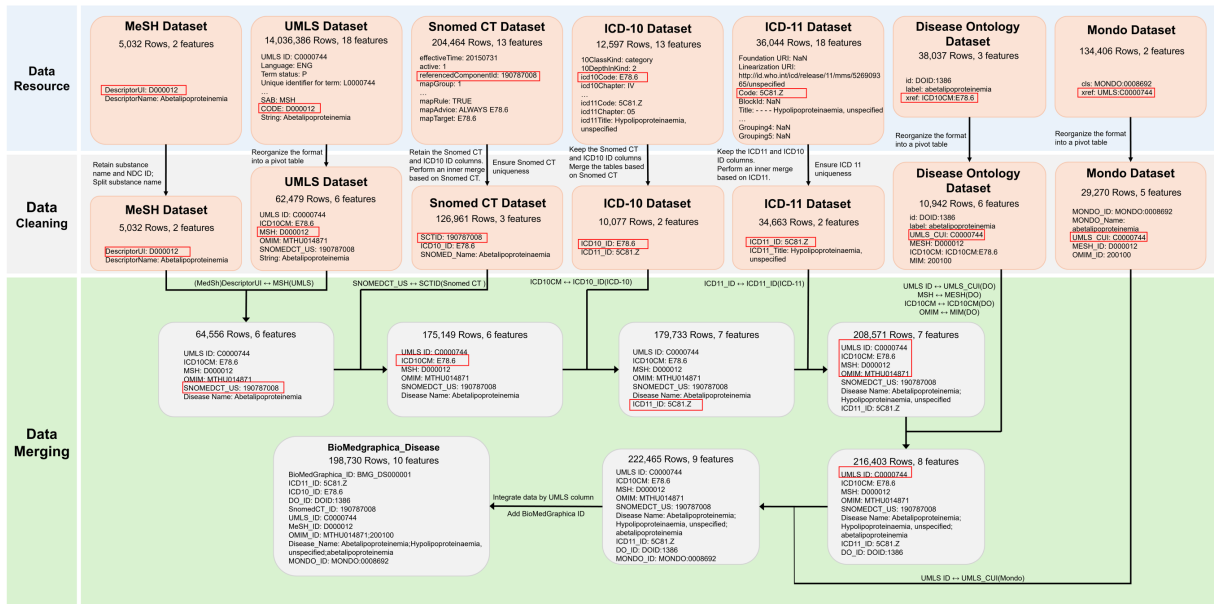 Data
Resource
MeSH Dataset
5,032 Rows, 2 features
DescriptorUI: D000012
DescriptorName: Abetalipoproteinemia
UMLS Dataset
14,036,386 Rows, 18 features
UMLS ID: C0000744
Language: ENG
Term status: P
Unique identifier for term: L0000744
...
SAB: MSH
CODE: D000012
String: Abetalipoproteinemia
Snomed CT Dataset
204,464 Rows, 13 features
effectiveTime: 20150731
active: 1
referencedComponentId: 190787008
mapGroup: 1
...
mapRule: TRUE
mapAdvice: ALWAYS E78.6
mapTarget: E78.6
ICD-10 Dataset
12,597 Rows, 13 features
10ClassKind: category
10DepthInKind: 2
icd10Code: E78.6
icd10Chapter: IV
...
icd11Code: 5C81.Z
icd11Chapter: 05
icd11Title: Hypolipoproteinaemia,
unspecified
ICD-11 Dataset
36,044 Rows, 18 features
Foundation URI: NaN
Linearization URI:
http://id.who.int/icd/release/11/mms/5269093
65/unspecified
Code: 5C81.Z
BlockId: NaN
Title: - - - - Hypolipoproteinaemia, unspecified
...
Grouping4: NaN
Grouping5: NaN
Disease Ontology
Dataset
38,037 Rows, 3 features
id: DOID:1386
label: abetalipoproteinemia
xref: ICD10CM:E78.6
Mondo Dataset
134,406 Rows, 2 features
cls: MONDO:0008692
xref: UMLS:C0000744
Retain substance
name and NDC ID;
Split substance name
Reorganize the format
into a pivot table
Retain the Snomed CT
and ICD10 ID columns.
Perform an inner merge
based on Snomed CT.
Ensure Snomed CT
uniqueness
Keep the Snomed CT
and ICD10 ID columns
Merge the tables based
on Snomed CT
Keep the ICD11 and ICD10
ID columns.
Perform an inner merge
based on ICD11.
Ensure ICD 11
uniqueness
Reorganize the format
into a pivot table
Reorganize the format
into a pivot table
Data
Cleaning
MeSH Dataset
5,032 Rows, 2 features
DescriptorUI: D000012
DescriptorName: Abetalipoproteinemia
UMLS Dataset
62,479 Rows, 6 features
UMLS ID: C0000744
ICD10CM: E78.6
MSH: D000012
OMIM: MTHU014871
SNOMEDCT_US: 190787008
String: Abetalipoproteinemia
Snomed CT Dataset
126,961 Rows, 3 features
SCTID: 190787008
ICD10_ID: E78.6
SNOMED_Name: Abetalipoproteinaemia
ICD-10 Dataset
10,077 Rows, 2 features
ICD10_ID: E78.6
ICD11_ID: 5C81.Z
ICD-11 Dataset
34,663 Rows, 2 features
ICD11_ID: 5C81.Z
ICD11_Title: Hypolipoproteinaemia,
unspecified
Disease Ontology
Dataset
10,942 Rows, 6 features
id: DOID:1386
label: abetalipoproteinemia
UMLS_CUI: C0000744
MESH: D000012
ICD10CM: ICD10CM:E78.6
MIM: 200100
Mondo Dataset
29,270 Rows, 5 features
MONDO_ID: MONDO:0008692
MONDO_Name:
abetalipoproteinemia
UMLS_CUI: C0000744
MESH_ID: D000012
OMIM_ID: 200100
(MedSh)DescriptorUI ↔ MSH(UMLS)
SNOMEDCT_US ↔ SCTID(Snomed CT )
ICD10CM ↔ ICD10_ID(ICD-10)
ICD11_ID ↔ ICD11_ID(ICD-11)
UMLS ID ↔ UMLS_CUI(DO)
MSH ↔ MESH(DO)
ICD10CM ↔ ICD10CM(DO)
OMIM ↔ MIM(DO)
Data
Merging
64,556 Rows, 6 features
UMLS ID: C0000744
ICD10CM: E78.6
MSH: D000012
OMIM: MTHU014871
SNOMEDCT_US: 190787008
Disease Name: Abetalipoproteinemia
175,149 Rows, 6 features
UMLS ID: C0000744
ICD10CM: E78.6
MSH: D000012
OMIM: MTHU014871
SNOMEDCT_US: 190787008
Disease Name: Abetalipoproteinemia
179,733 Rows, 7 features
UMLS ID: C0000744
ICD10CM: E78.6
MSH: D000012
OMIM: MTHU014871
SNOMEDCT_US: 190787008
Disease Name: Abetalipoproteinemia
ICD11_ID: 5C81.Z
208,571 Rows, 7 features
UMLS ID: C0000744
ICD10CM: E78.6
MSH: D000012
OMIM: MTHU014871
SNOMEDCT_US: 190787008
Disease Name: Abetalipoproteinemia;
Hypolipoproteinaemia, unspecified
ICD11_ID: 5C81.Z
BioMedgraphica_Disease
198,730 Rows, 10 features
BioMedGraphica_ID: BMG_DS000001
ICD11_ID: 5C81.Z
ICD10_ID: E78.6
DO_ID: DOID:1386
SnomedCT_ID: 190787008
UMLS_ID: C0000744
MeSH_ID: D000012
OMIM_ID: MTHU014871;200100
Disease_Name: Abetalipoproteinemia;Hypolipoproteinaemia,
unspecified;abetalipoproteinemia
MONDO_ID: MONDO:0008692
Integrate data by UMLS column
Add BioMedGraphica ID
222,465 Rows, 9 features
UMLS ID: C0000744
ICD10CM: E78.6
MSH: D000012
OMIM: MTHU014871
SNOMEDCT_US: 190787008
Disease Name: Abetalipoproteinemia;
Hypolipoproteinaemia, unspecified;
abetalipoproteinemia
ICD11_ID: 5C81.Z
DO_ID: DOID:1386
MONDO_ID: MONDO:0008692
216,403 Rows, 8 features
UMLS ID: C0000744
ICD10CM: E78.6
MSH: D000012
OMIM: MTHU014871
SNOMEDCT_US: 190787008
Disease Name: Abetalipoproteinemia;
Hypolipoproteinaemia, unspecified;
abetalipoproteinemia
ICD11_ID: 5C81.Z
DO_ID: DOID:1386
UMLS ID ↔ UMLS_CUI(Mondo)